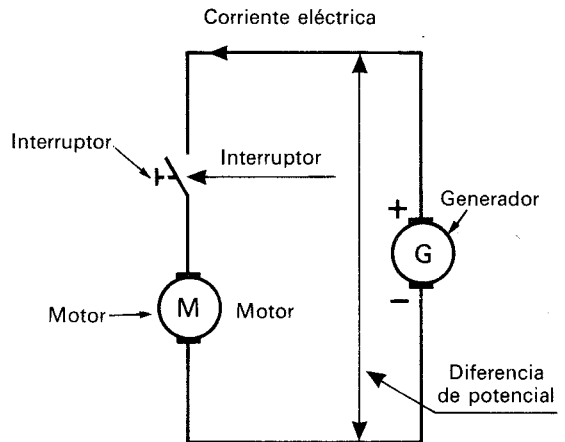 Corriente eléctrica
Interruptor
Interruptor
Generador
+
G
−
M
Motor
Motor
Diferencia
de potencial